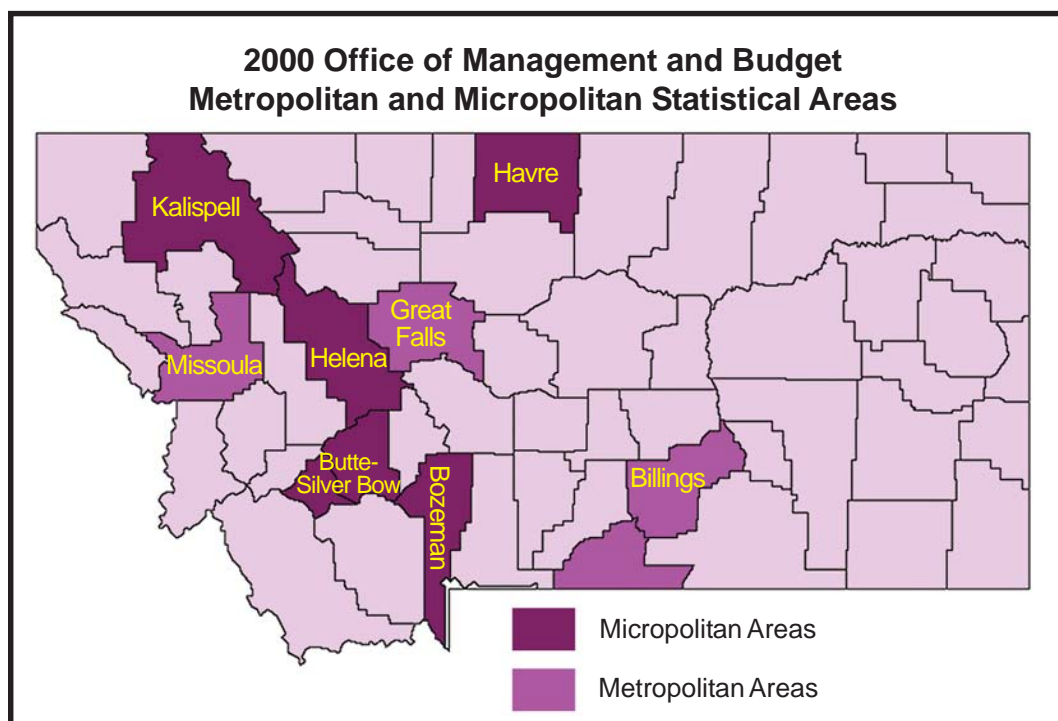 2000 Office of Management and Budget
Metropolitan and Micropolitan Statistical Areas
Havre
Kalispell
Great
Falls
Missoula
Helena
Butte-
Silver Bow
Bozeman
Billings
Micropolitan Areas
Metropolitan Areas